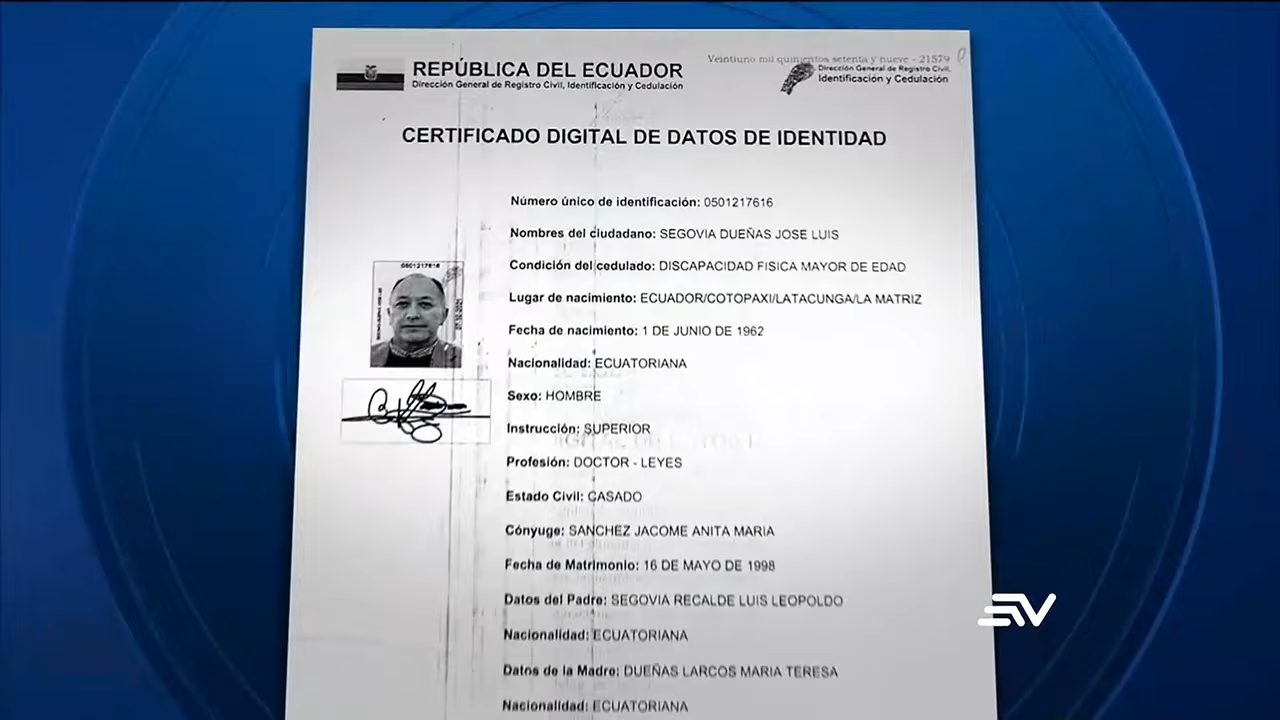 Veintiuno mil quinientos setenta y nueve - 21579
REPÚBLICA DEL ECUADOR
Dirección General de Registro Civil, Identificación y Cedulación
Dirección General de Registro Civil,
Identificación y Cedulación
CERTIFICADO DIGITAL DE DATOS DE IDENTIDAD
Número único de identificación: 0501217616
Nombres del ciudadano: SEGOVIA DUEÑAS JOSE LUIS
Condición del cedulado: DISCAPACIDAD FISICA MAYOR DE EDAD
0501217616
Lugar de nacimiento: ECUADOR/COTOPAXI/LATACUNGA/LA MATRIZ
Fecha de nacimiento: 1 DE JUNIO DE 1962
Nacionalidad: ECUATORIANA
Sexo: HOMBRE
Instrucción: SUPERIOR
Profesión: DOCTOR - LEYES
Estado Civil: CASADO
Cónyuge: SANCHEZ JACOME ANITA MARIA
Fecha de Matrimonio: 16 DE MAYO DE 1998
Datos del Padre: SEGOVIA RECALDE LUIS LEOPOLDO
Nacionalidad: ECUATORIANA
Datos de la Madre: DUEÑAS LARCOS MARIA TERESA
Nacionalidad: ECUATORIANA